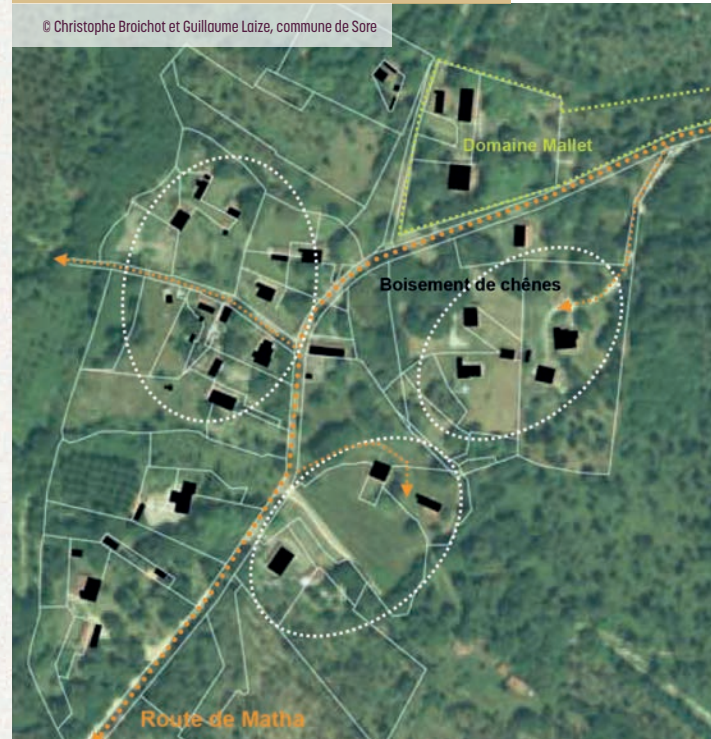 © Christophe Broichot et Guillaume Laize, commune de Sore
Domaine Mallet
Boisement de chênes
Route de Matha